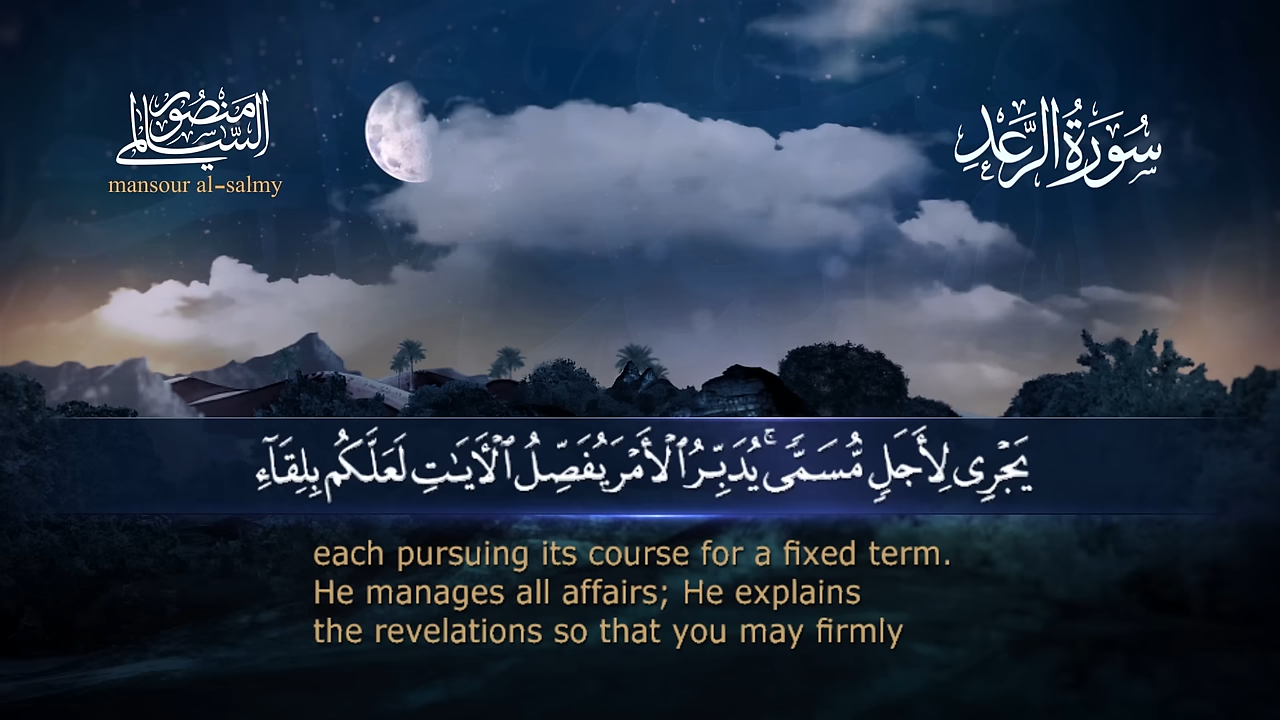 منصور السالمي
mansour al-salmy
سُورَةُ الرَّعْدِ
يَجْرِى لِأَجَلٍ مُّسَمًّى ۚ يُدَبِّرُ ٱلْأَمْرَ يُفَصِّلُ ٱلْـَٔايَـٰتِ لَعَلَّكُم بِلِقَآءِ
each pursuing its course for a fixed term.
He manages all affairs; He explains
the revelations so that you may firmly